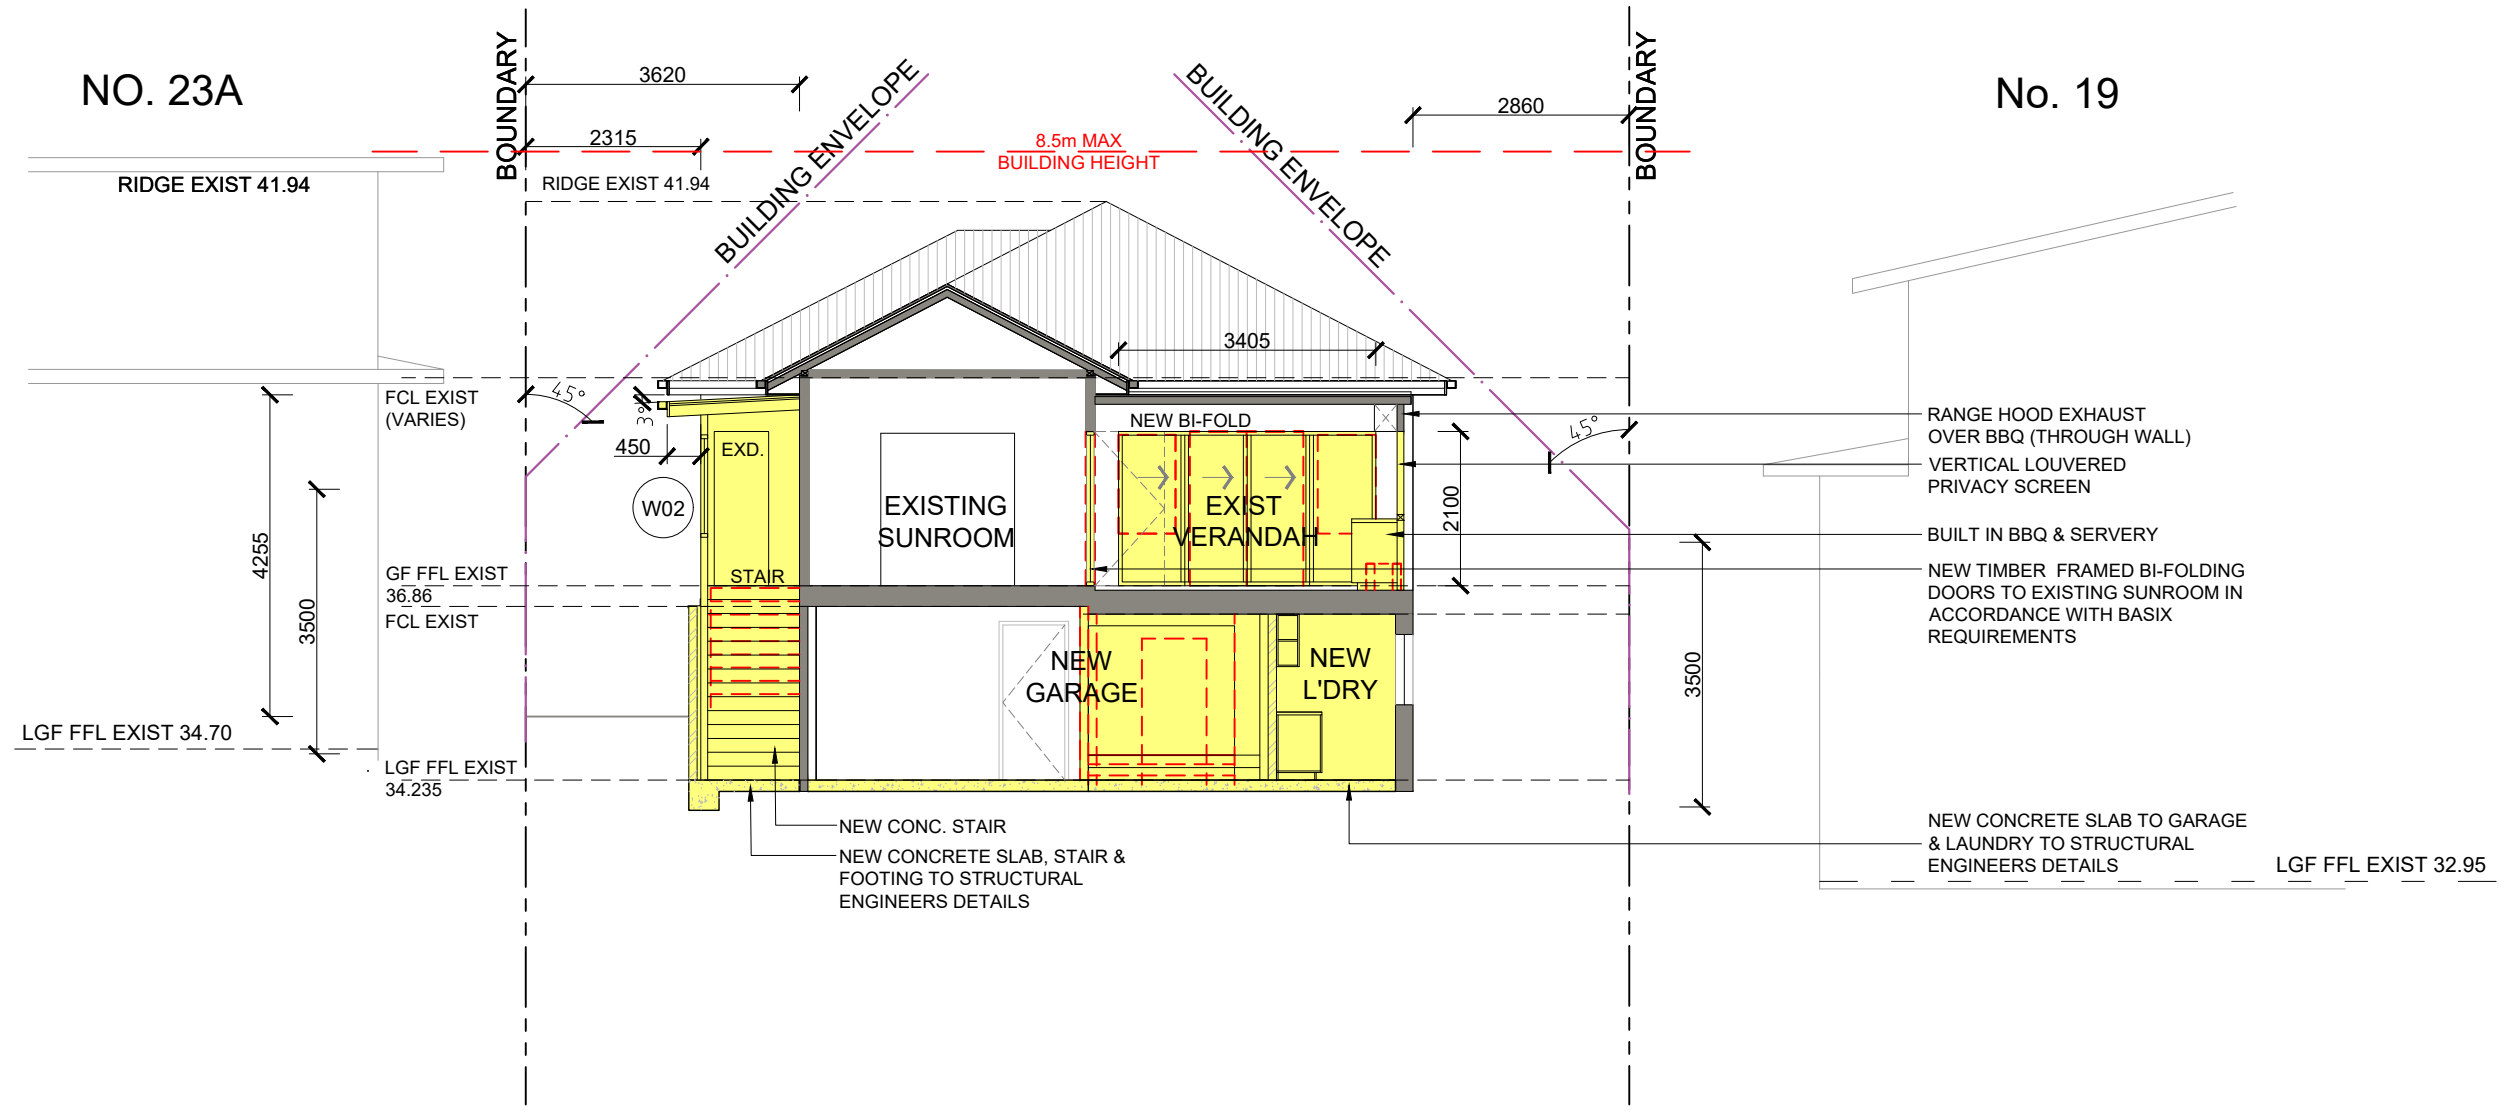 NO. 23A
BOUNDARY
3620
2315
RIDGE EXIST 41.94
RIDGE EXIST 41.94
BUILDING ENVELOPE
8.5m MAX
BUILDING HEIGHT
BUILDING ENVELOPE
2860
BOUNDARY
No. 19
3405
45°
3°
FCL EXIST
(VARIES)
450
EXD.
W02
STAIR
EXISTING
SUNROOM
NEW BI-FOLD
EXIST
VERANDAH
2100
45°
RANGE HOOD EXHAUST
OVER BBQ (THROUGH WALL)
VERTICAL LOUVERED
PRIVACY SCREEN
BUILT IN BBQ & SERVERY
NEW TIMBER FRAMED BI-FOLDING
DOORS TO EXISTING SUNROOM IN
ACCORDANCE WITH BASIX
REQUIREMENTS
4255
3500
GF FFL EXIST
36.86
FCL EXIST
NEW
GARAGE
NEW
L'DRY
3500
LGF FFL EXIST 34.70
LGF FFL EXIST
34.235
NEW CONC. STAIR
NEW CONCRETE SLAB, STAIR &
FOOTING TO STRUCTURAL
ENGINEERS DETAILS
NEW CONCRETE SLAB TO GARAGE
& LAUNDRY TO STRUCTURAL
ENGINEERS DETAILS
LGF FFL EXIST 32.95